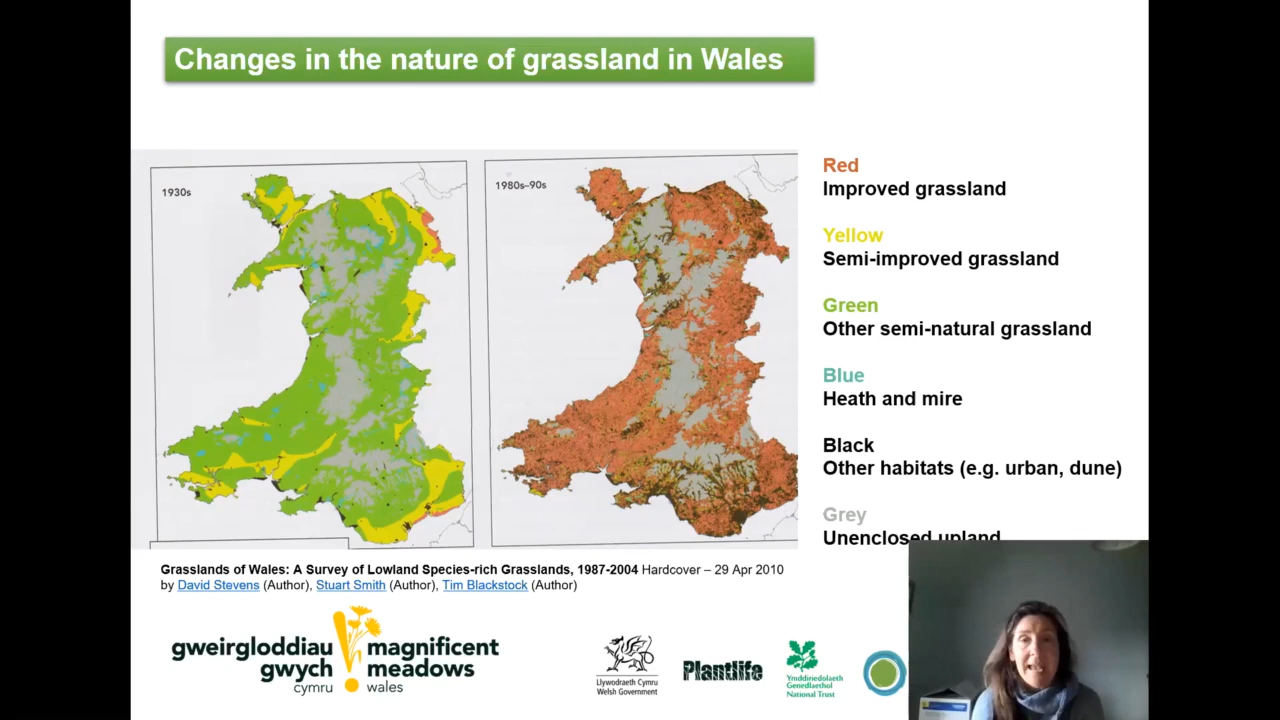 Changes in the nature of grassland in Wales
1930s
1980s–90s
Red
Improved grassland
Yellow
Semi-improved grassland
Green
Other semi-natural grassland
Blue
Heath and mire
Black
Other habitats (e.g. urban, dune)
Grey
Unenclosed upland
Grasslands of Wales: A Survey of Lowland Species-rich Grasslands, 1987-2004 Hardcover – 29 Apr 2010
by David Stevens (Author), Stuart Smith (Author), Tim Blackstock (Author)
gweirgloddiau
gwych
cymru
magnificent
meadows
wales
Llywodraeth Cymru
Welsh Government
Plantlife
Ymddiriedolaeth
Genedlaethol
National Trust